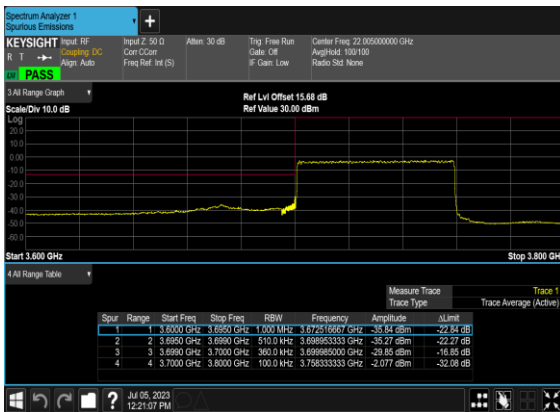 Spectrum Analyzer 1
Spurious Emissions
KEYSIGHT Input: RF Input Z: 50 Ω Atten: 30 dB Trig: Free Run Center Freq: 22.005000000 GHz
R T Coupling: DC Corr CCorr Gate: Off Avg|Hold: 100/100
Align: Auto Freq Ref: Int (S) IF Gain: Low Radio Std: None
LXI PASS
3 All Range Graph
Ref Lvl Offset 15.68 dB
Scale/Div 10.0 dB Ref Value 30.00 dBm
Log
20.0
10.0
0.00
-10.0
-20.0
-30.0
-40.0
-50.0
-60.0
Start 3.600 GHz Stop 3.800 GH
4 All Range Table
Measure Trace Trace 1
Trace Type Trace Average (Active)
Spur Range Start Freq Stop Freq RBW Frequency Amplitude ΔLimit
1 1 3.6000 GHz 3.6950 GHz 1.000 MHz 3.672516667 GHz -35.84 dBm -22.84 dB
2 2 3.6950 GHz 3.6990 GHz 510.0 kHz 3.698953333 GHz -35.27 dBm -22.27 dB
3 3 3.6990 GHz 3.7000 GHz 360.0 kHz 3.699985000 GHz -29.85 dBm -16.85 dB
4 4 3.7000 GHz 3.8000 GHz 100.0 kHz 3.758333333 GHz -2.077 dBm -32.08 dB
Jul 05, 2023
12:21:07 PM